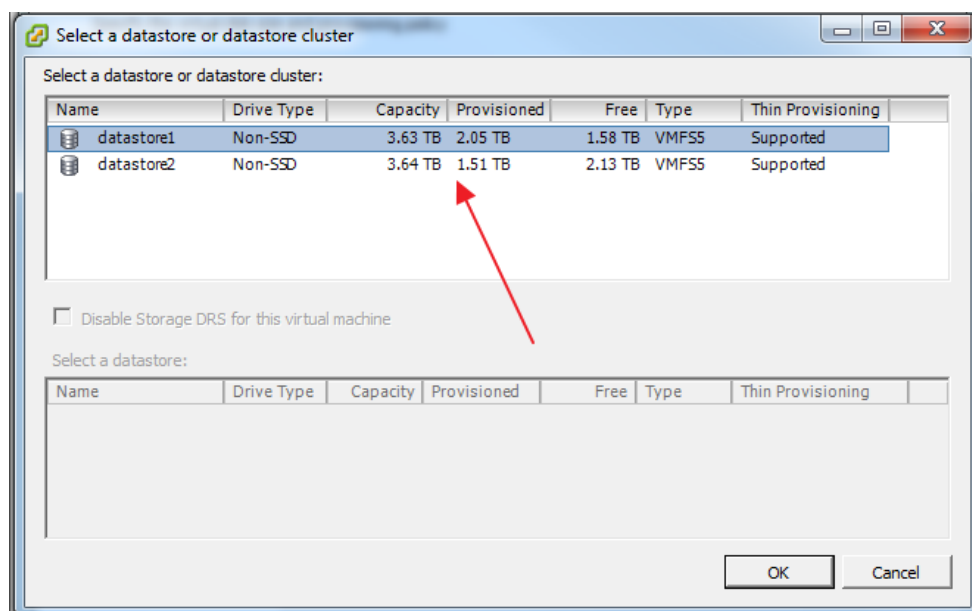 Select a datastore or datastore cluster
Select a datastore or datastore cluster:
Name Drive Type Capacity Provisioned Free Type Thin Provisioning
datastore1 Non-SSD 3.63 TB 2.05 TB 1.58 TB VMFS5 Supported
datastore2 Non-SSD 3.64 TB 1.51 TB 2.13 TB VMFS5 Supported
Disable Storage DRS for this virtual machine
Select a datastore:
Name Drive Type Capacity Provisioned Free Type Thin Provisioning
OK Cancel